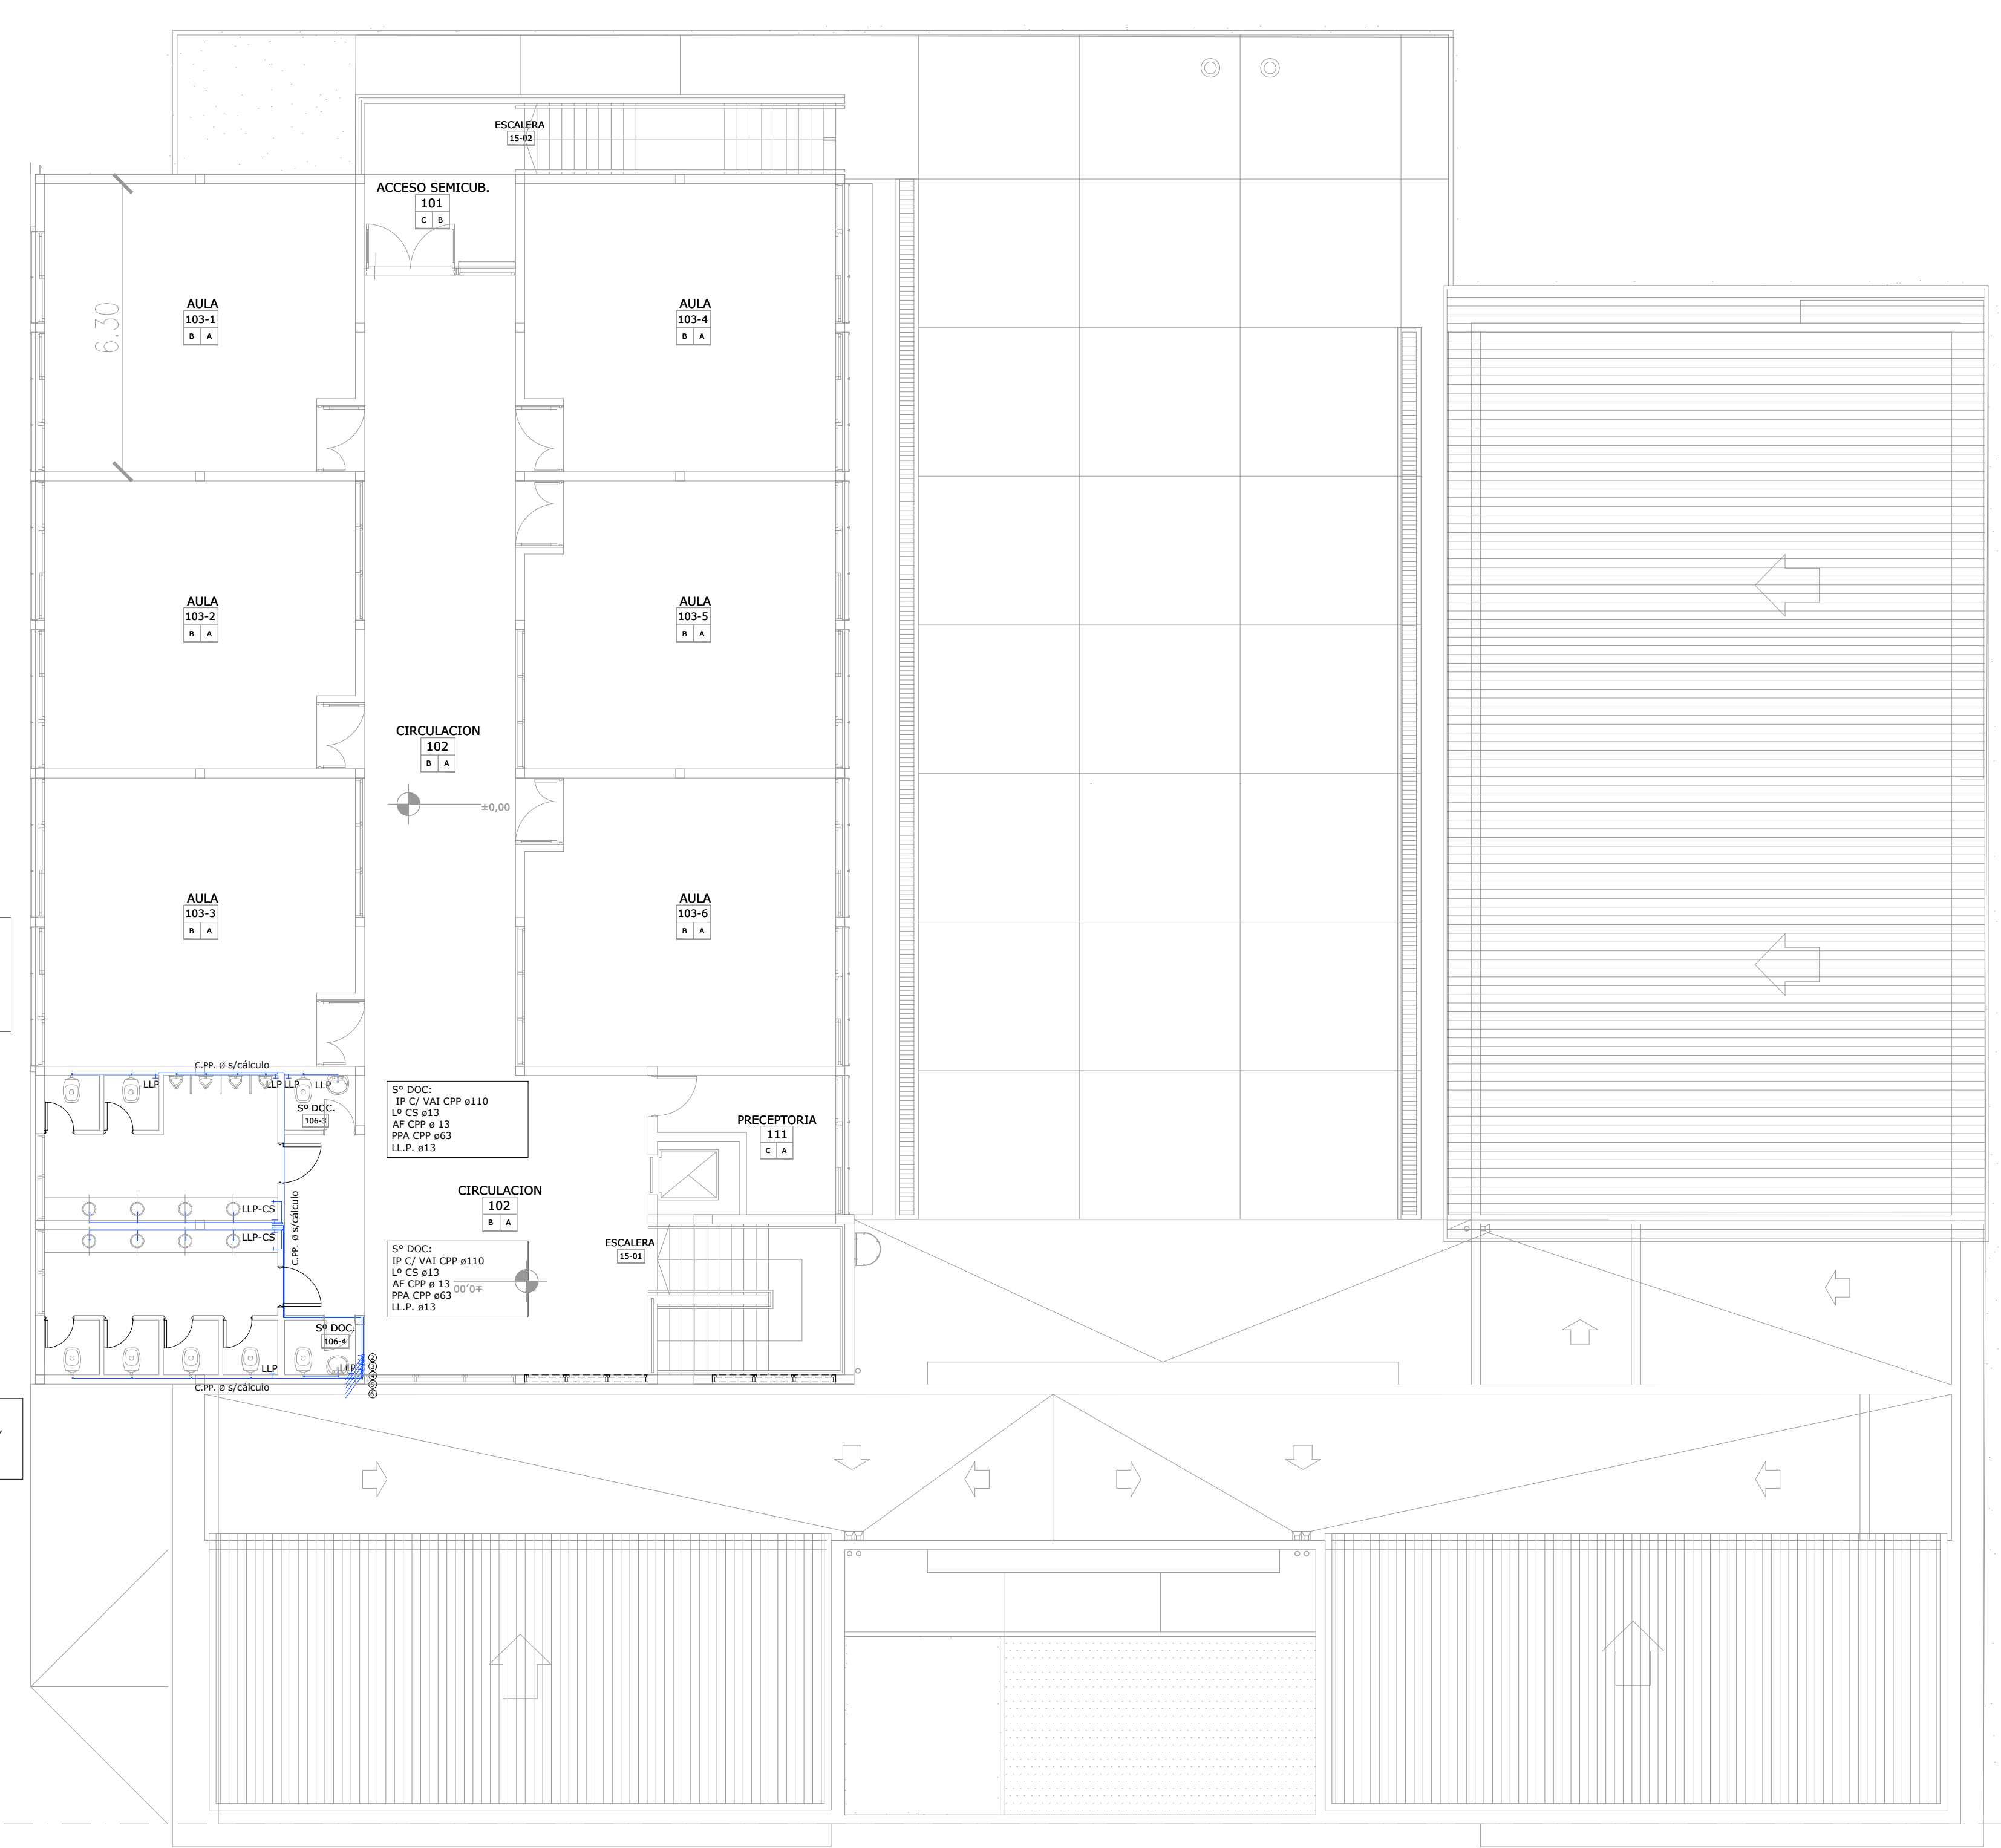 ESCALERA
15-02
ACCESO SEMICUB.
101
C B
AULA
103-1
B A
AULA
103-4
B A
6,30
AULA
103-2
B A
AULA
103-5
B A
CIRCULACION
102
B A
±0,00
AULA
103-3
B A
AULA
103-6
B A
C.PP. Ø s/cálculo
LLP
LLP
LLP
LLP
Sº DOC.
106-3
S° DOC:
IP C/ VAI CPP ø110
Lº CS ø13
AF CPP ø 13
PPA CPP ø63
LL.P. ø13
PRECEPTORIA
111
C A
CIRCULACION
102
B A
LLP-CS
LLP-CS
C.PP. Ø s/cálculo
ESCALERA
15-01
S° DOC:
IP C/ VAI CPP ø110
Lº CS ø13
AF CPP ø 13
PPA CPP ø63
LL.P. ø13
±0,00
Sº DOC.
106-4
LLP
LLP
C.PP. Ø s/cálculo
2
3
4
5
6